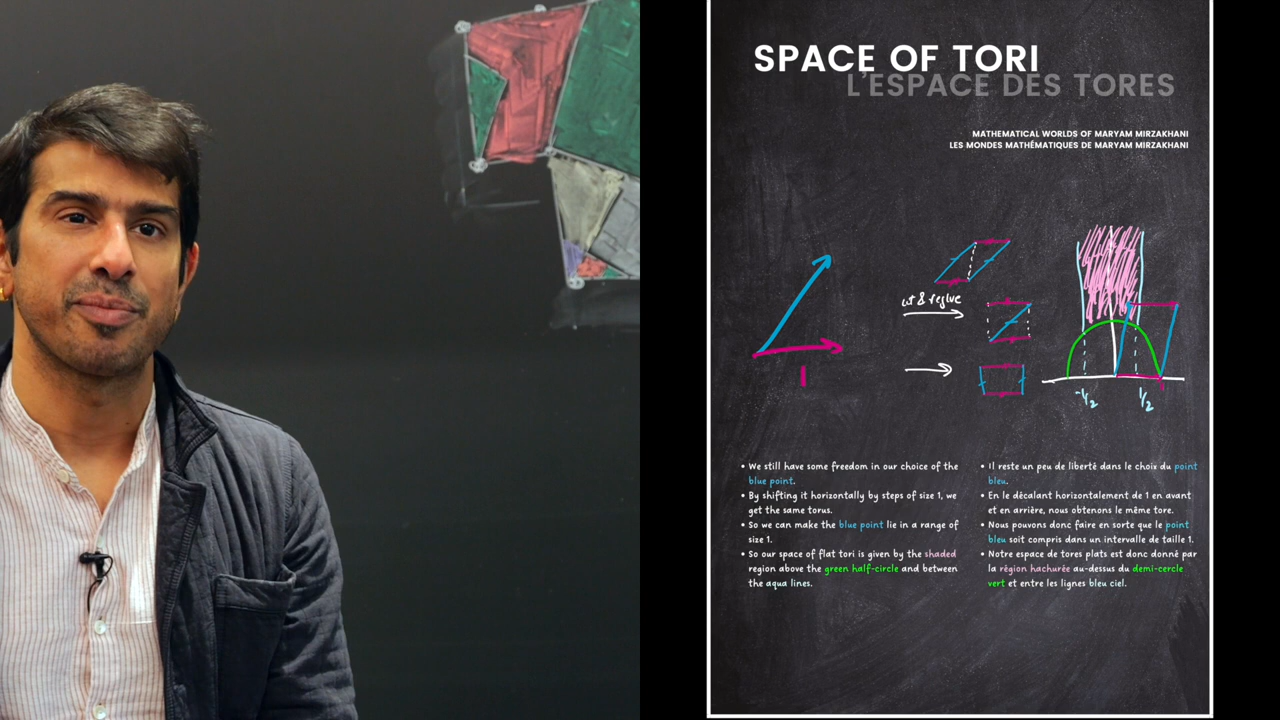 SPACE OF TORI
L'ESPACE DES TORES
MATHEMATICAL WORLDS OF MARYAM MIRZAKHANI
LES MONDES MATHÉMATIQUES DE MARYAM MIRZAKHANI
cut & reglue
1
-1/2
1/2
• We still have some freedom in our choice of the
blue point.
• By shifting it horizontally by steps of size 1, we
get the same torus.
• So we can make the blue point lie in a range of
size 1.
• So our space of flat tori is given by the shaded
region above the green half-circle and between
the aqua lines.
• Il reste un peu de liberté dans le choix du point
bleu.
• En le décalant horizontalement de 1 en avant
et en arrière, nous obtenons le même tore.
• Nous pouvons donc faire en sorte que le point
bleu soit compris dans un intervalle de taille 1.
• Notre espace de tores plats est donc donné par
la région hachurée au-dessus du demi-cercle
vert et entre les lignes bleu ciel.